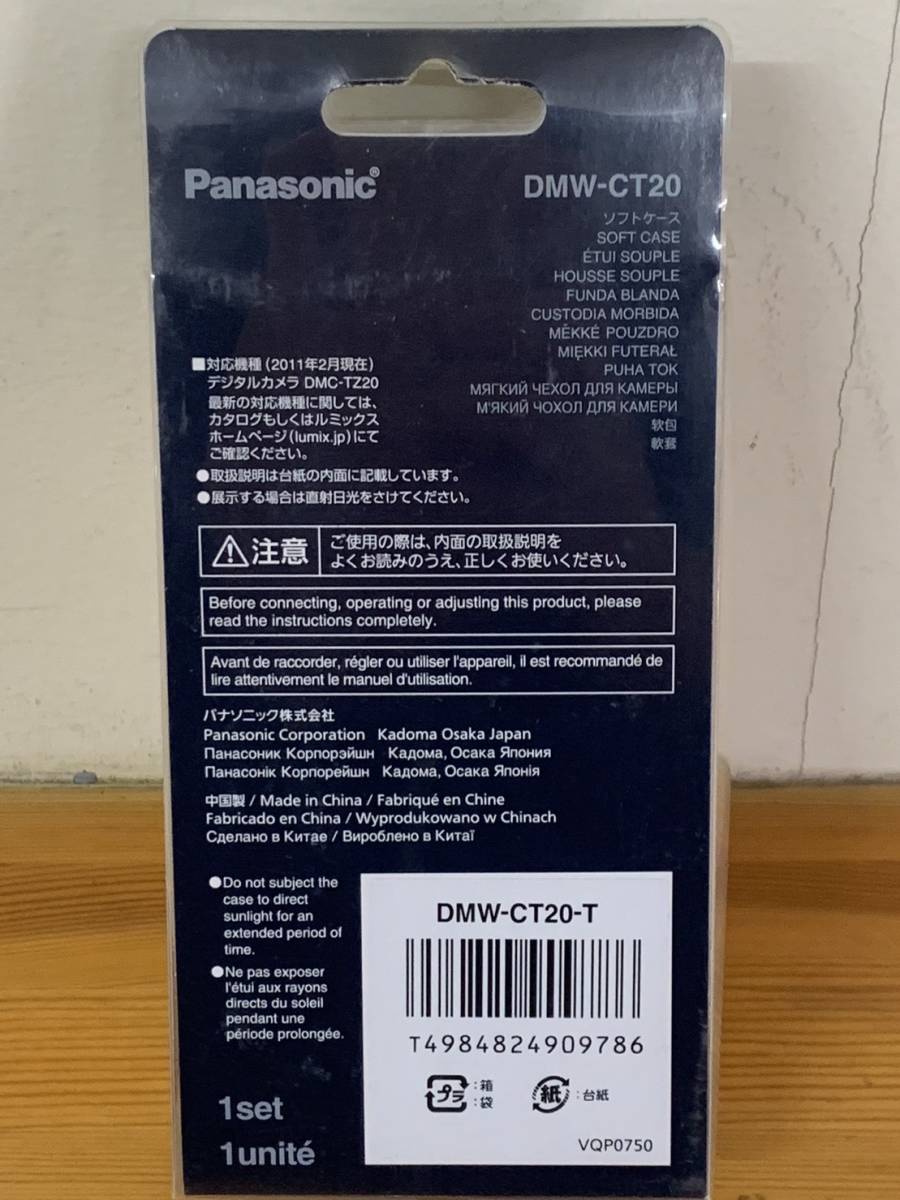 Panasonic®
DMW-CT20
ソフトケース
SOFT CASE
ÉTUI SOUPLE
HOUSSE SOUPLE
FUNDA BLANDA
CUSTODIA MORBIDA
MĚKKÉ POUZDRO
MIĘKKI FUTERAŁ
PUHA TOK
МЯГКИЙ ЧЕХОЛ ДЛЯ КАМЕРЫ
М'ЯКИЙ ЧОХОЛ ДЛЯ КАМЕРИ
软包
軟套
■対応機種(2011年2月現在)
デジタルカメラ DMC-TZ20
最新の対応機種に関しては、
カタログもしくはルミックス
ホームページ(lumix.jp)にて
ご確認ください。
●取扱説明は台紙の内面に記載しています。
●展示する場合は直射日光をさけてください。
注意
ご使用の際は、内面の取扱説明を
よくお読みのうえ、正しくお使いください。
Before connecting, operating or adjusting this product, please
read the instructions completely.
Avant de raccorder, régler ou utiliser l'appareil, il est recommandé de
lire attentivement le manuel d'utilisation.
パナソニック株式会社
Panasonic Corporation Kadoma Osaka Japan
Панасоник Корпорэйшн Кадома, Осака Япония
Панасонік Корпорейшн Кадома, Осака Японія
中国製 / Made in China / Fabriqué en Chine
Fabricado en China / Wyprodukowano w Chinach
Сделано в Китае / Вироблено в Китаї
●Do not subject the
case to direct
sunlight for an
extended period of
time.
●Ne pas exposer
l'étui aux rayons
directs du soleil
pendant une
période prolongée.
1set
1unité
DMW-CT20-T
T4984824909786
プラ :箱
:袋
紙 :台紙
VQP0750